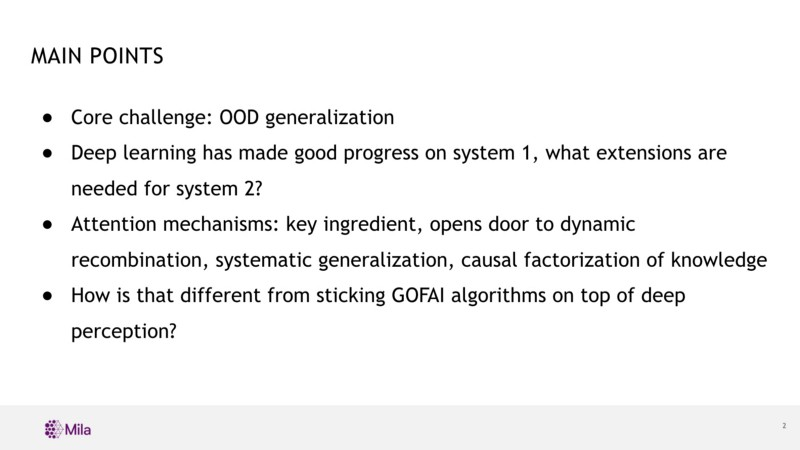 MAIN POINTS
● Core challenge: OOD generalization
● Deep learning has made good progress on system 1, what extensions are
needed for system 2?
● Attention mechanisms: key ingredient, opens door to dynamic
recombination, systematic generalization, causal factorization of knowledge
● How is that different from sticking GOFAI algorithms on top of deep
perception?
Mila
2